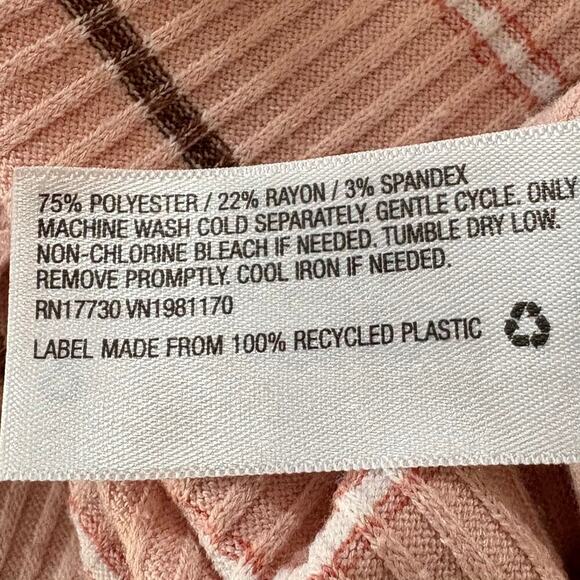 75% POLYESTER / 22% RAYON / 3% SPANDEX
MACHINE WASH COLD SEPARATELY. GENTLE CYCLE. ONLY
NON-CHLORINE BLEACH IF NEEDED. TUMBLE DRY LOW.
REMOVE PROMPTLY. COOL IRON IF NEEDED.
RN17730 VN1981170
LABEL MADE FROM 100% RECYCLED PLASTIC